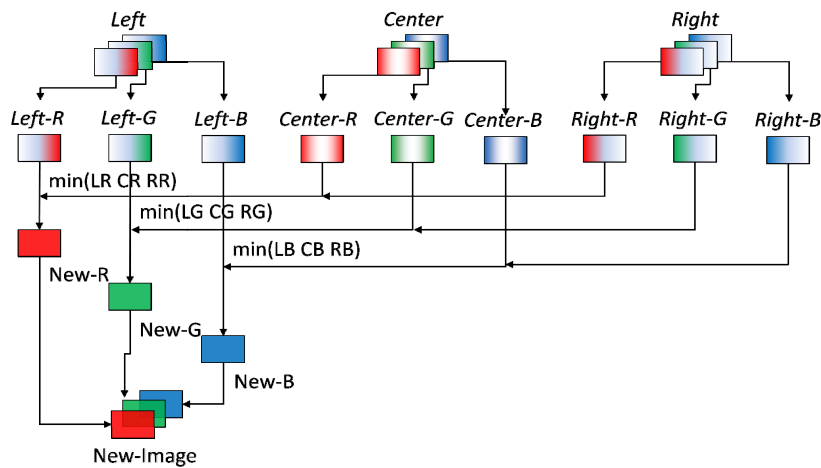 Left
Center
Right
Left-R
Left-G
Left-B
Center-R
Center-G
Center-B
Right-R
Right-G
Right-B
min(LR CR RR)
min(LG CG RG)
min(LB CB RB)
New-R
New-G
New-B
New-Image